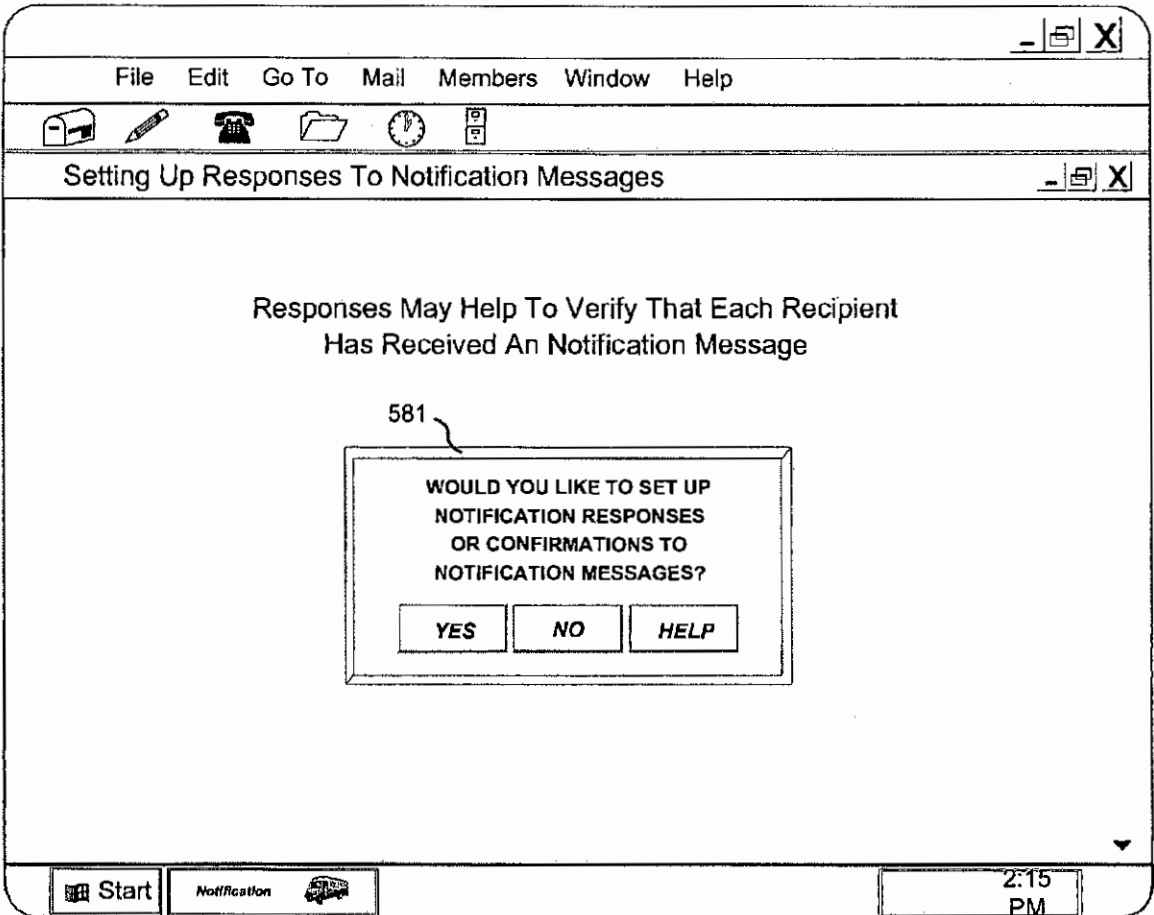 X
File Edit Go To Mail Members Window Help
Setting Up Responses To Notification Messages
X
Responses May Help To Verify That Each Recipient
Has Received An Notification Message
581
WOULD YOU LIKE TO SET UP
NOTIFICATION RESPONSES
OR CONFIRMATIONS TO
NOTIFICATION MESSAGES?
YES NO HELP
Start Notification 2:15
PM